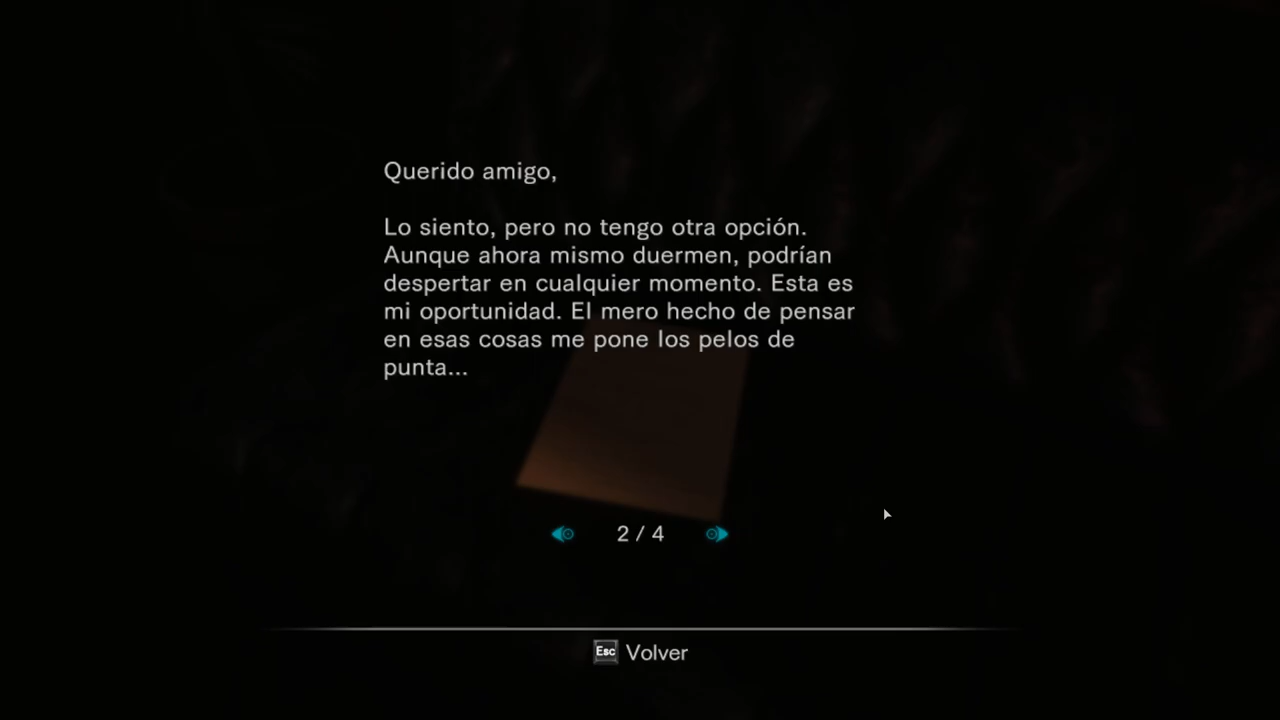 Querido amigo,
Lo siento, pero no tengo otra opción.
Aunque ahora mismo duermen, podrían
despertar en cualquier momento. Esta es
mi oportunidad. El mero hecho de pensar
en esas cosas me pone los pelos de
punta...
2 / 4
Esc Volver